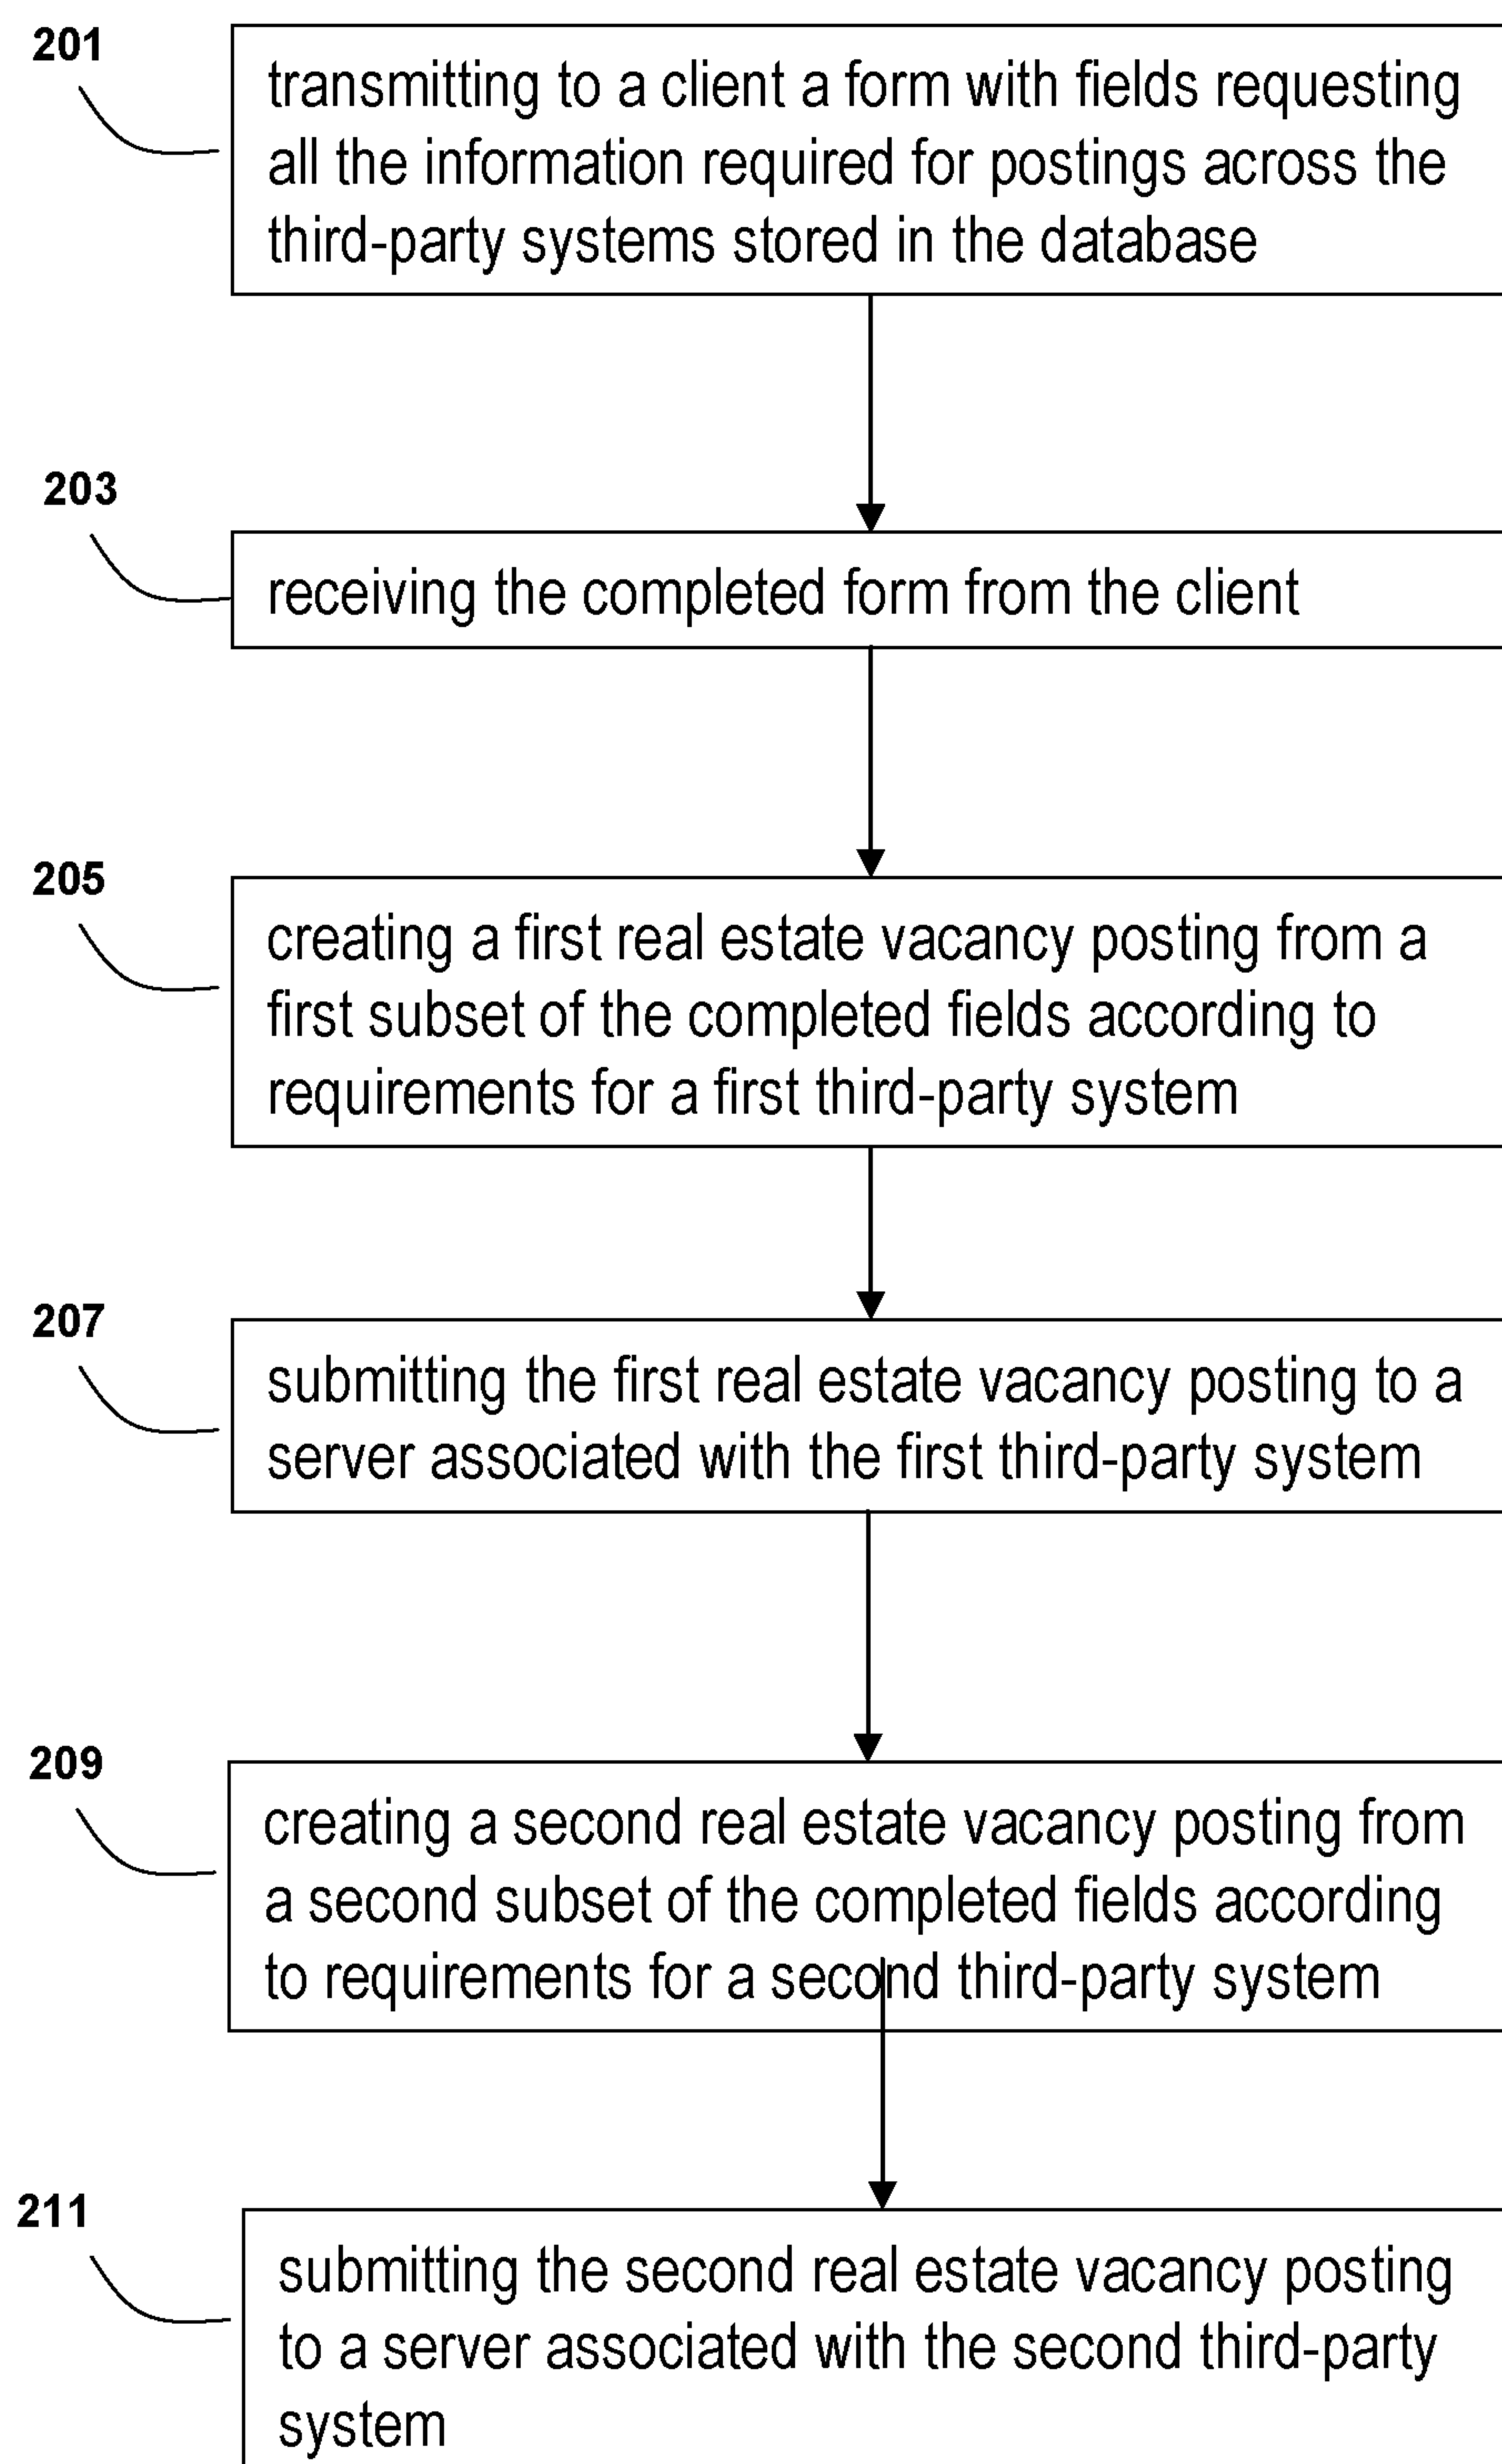 201
transmitting to a client a form with fields requesting
all the information required for postings across the
third-party systems stored in the database
203
receiving the completed form from the client
205
creating a first real estate vacancy posting from a
first subset of the completed fields according to
requirements for a first third-party system
207
submitting the first real estate vacancy posting to a
server associated with the first third-party system
209
creating a second real estate vacancy posting from
a second subset of the completed fields according
to requirements for a second third-party system
211
submitting the second real estate vacancy posting
to a server associated with the second third-party
system